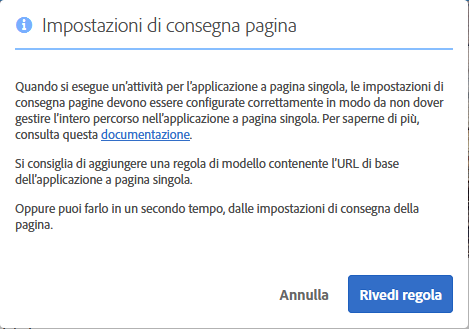 Impostazioni di consegna pagina
Quando si esegue un'attività per l'applicazione a pagina singola, le impostazioni di
consegna pagine devono essere configurate correttamente in modo da non dover
gestire l'intero percorso nell'applicazione a pagina singola. Per saperne di più,
consulta questa documentazione.
Si consiglia di aggiungere una regola di modello contenente l'URL di base
dell'applicazione a pagina singola.
Oppure puoi farlo in un secondo tempo, dalle impostazioni di consegna della
pagina.
Annulla
Rivedi regola